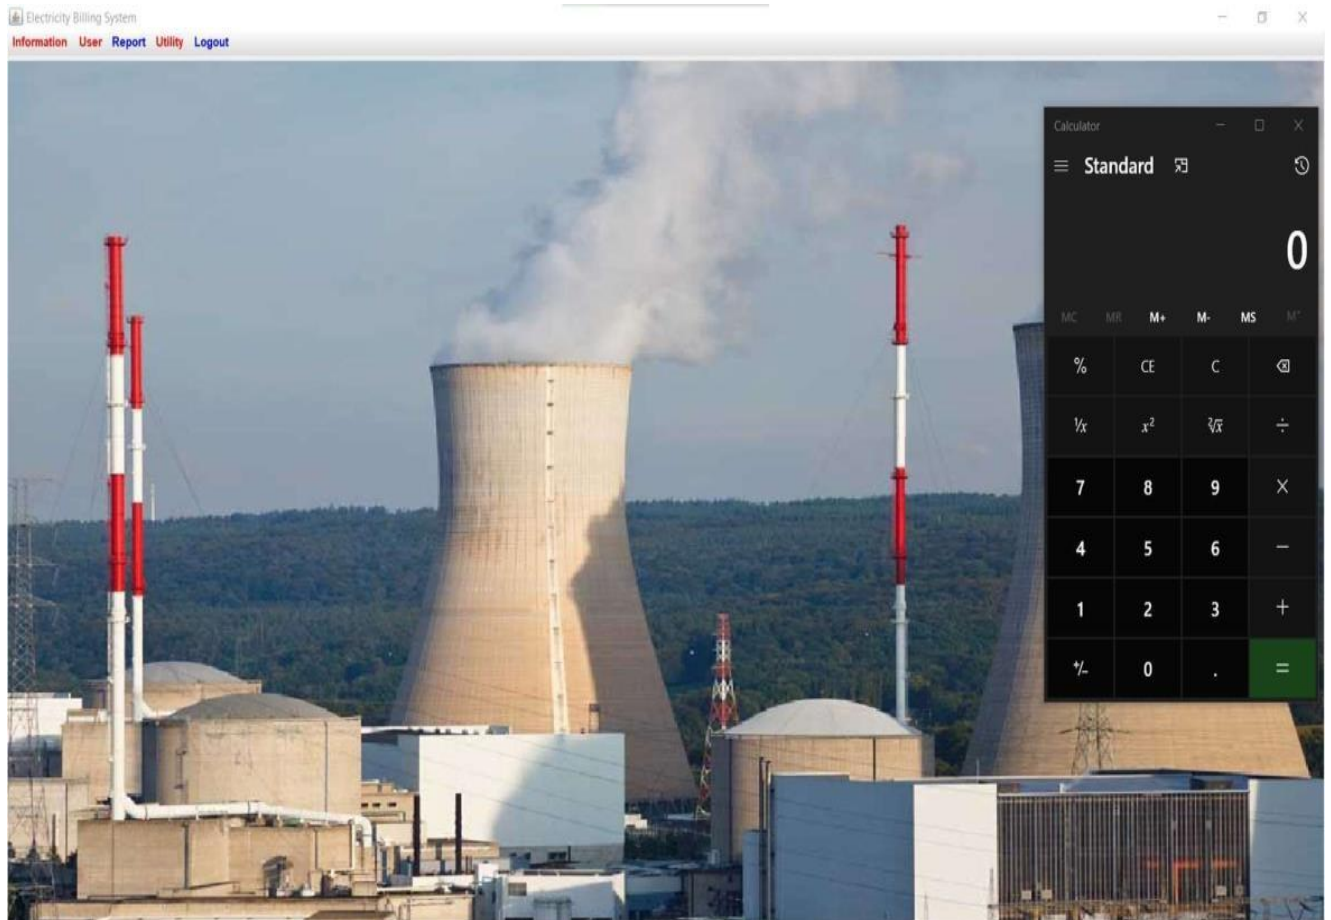 Electricity Billing System
Information User Report Utility Logout
Calculator
Standard
0
MC MR M+ M- MS M˅
% CE C
¹/x x² ²√x ÷
7 8 9 ×
4 5 6 −
1 2 3 +
+/− 0 . =